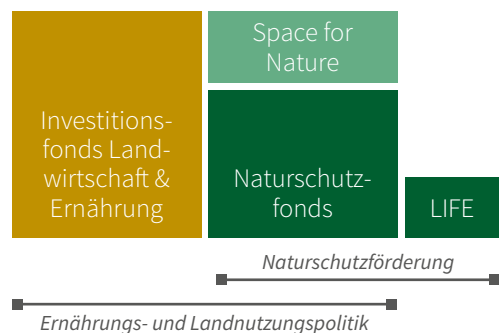 Space for
Nature
Investitions-
fonds Land-
wirtschaft &
Ernährung
Naturschutz-
fonds
LIFE
Naturschutzförderung
Ernährungs- und Landnutzungspolitik